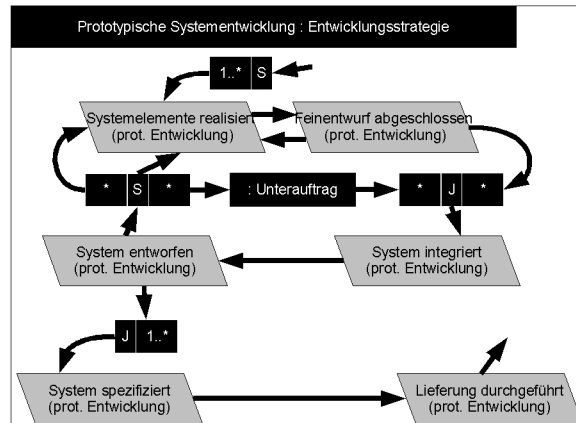 Prototypische Systementwicklung : Entwicklungsstrategie
1..* S
Systemelemente realisiert
(prot. Entwicklung)
Feinentwurf abgeschlossen
(prot. Entwicklung)
* S *
: Unterauftrag
* J *
System entworfen
(prot. Entwicklung)
System integriert
(prot. Entwicklung)
J 1..*
System spezifiziert
(prot. Entwicklung)
Lieferung durchgeführt
(prot. Entwicklung)